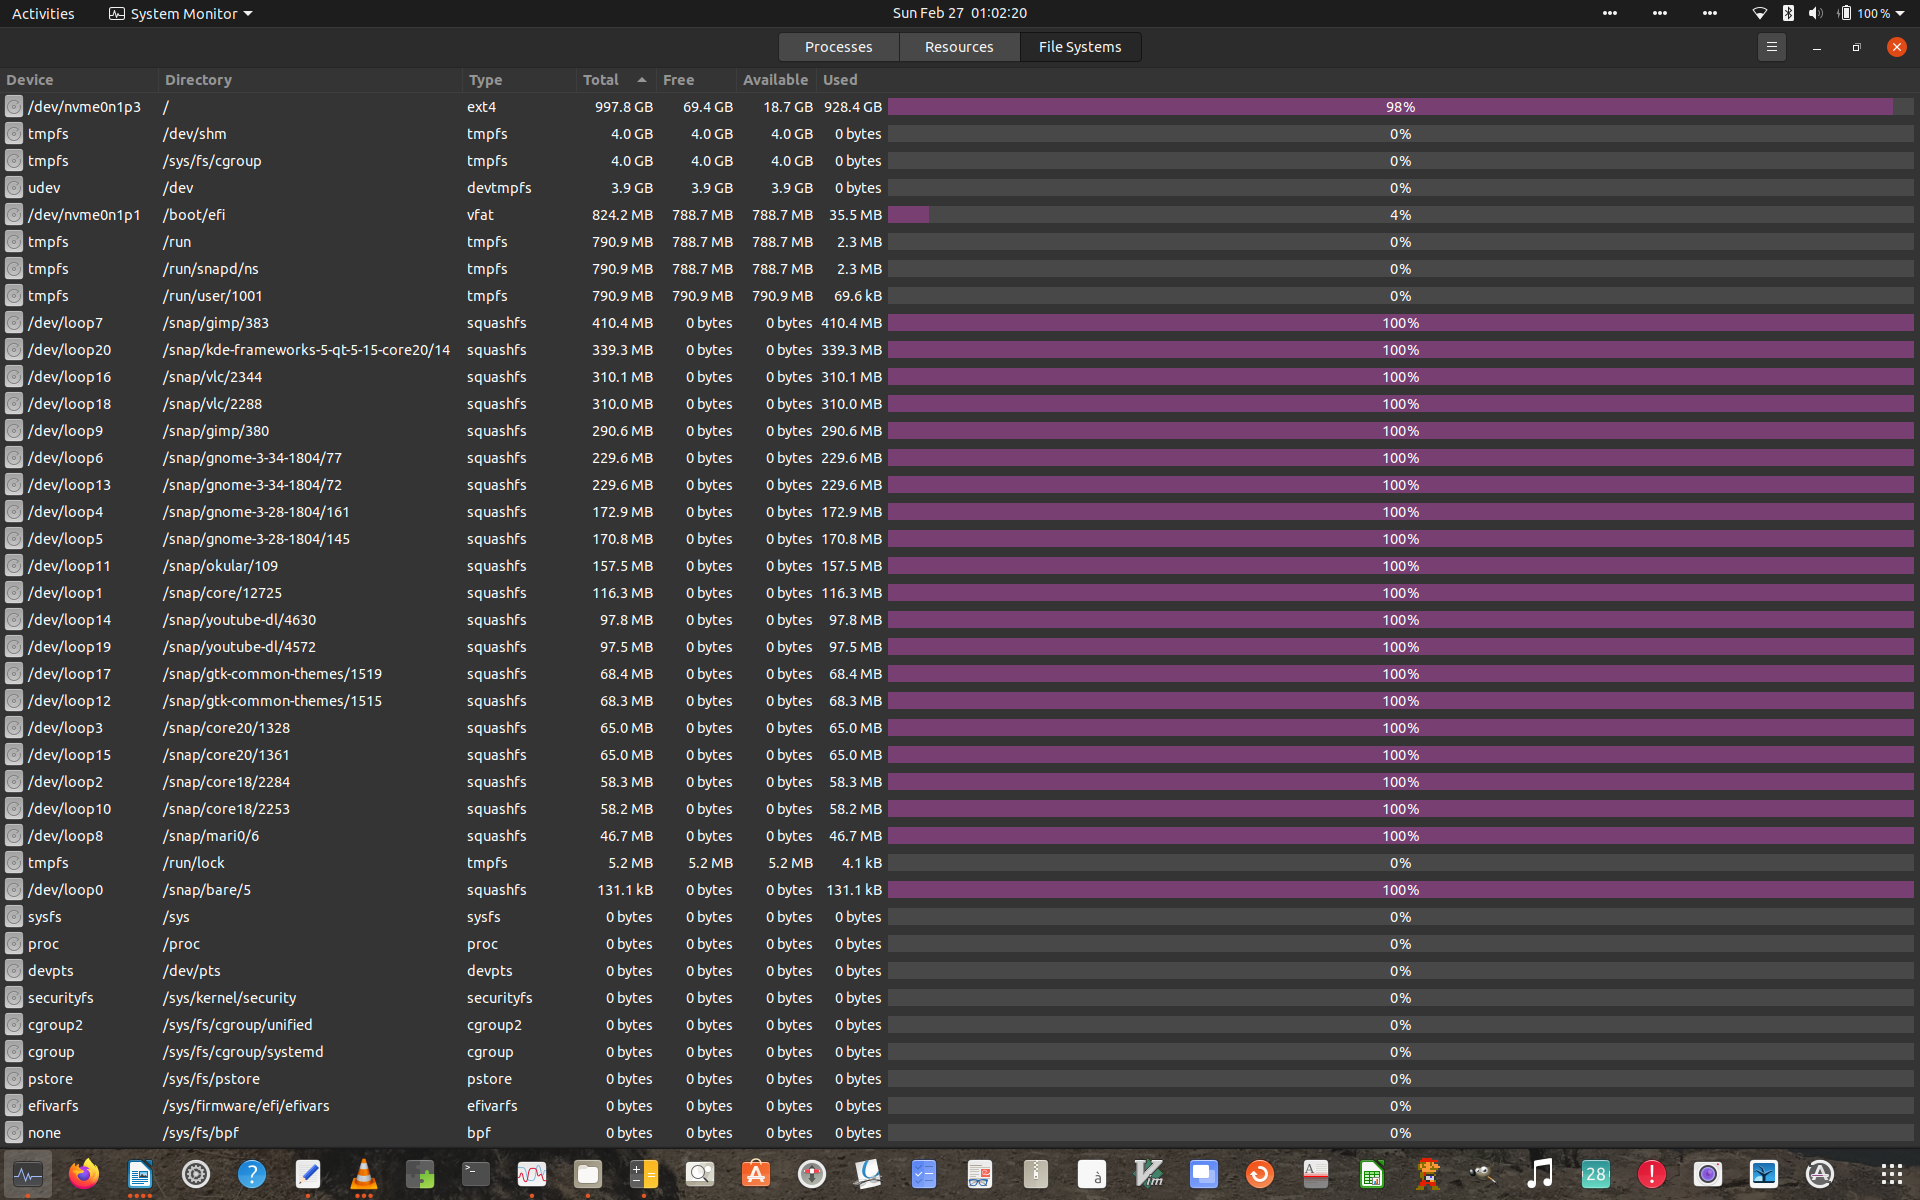 Activities System Monitor Sun Feb 27 01:02:20 100 %
Processes Resources File Systems
Device Directory Type Total Free Available Used
/dev/nvme0n1p3 / ext4 997.8 GB 69.4 GB 18.7 GB 928.4 GB 98%
tmpfs /dev/shm tmpfs 4.0 GB 4.0 GB 4.0 GB 0 bytes 0%
tmpfs /sys/fs/cgroup tmpfs 4.0 GB 4.0 GB 4.0 GB 0 bytes 0%
udev /dev devtmpfs 3.9 GB 3.9 GB 3.9 GB 0 bytes 0%
/dev/nvme0n1p1 /boot/efi vfat 824.2 MB 788.7 MB 788.7 MB 35.5 MB 4%
tmpfs /run tmpfs 790.9 MB 788.7 MB 788.7 MB 2.3 MB 0%
tmpfs /run/snapd/ns tmpfs 790.9 MB 788.7 MB 788.7 MB 2.3 MB 0%
tmpfs /run/user/1001 tmpfs 790.9 MB 790.9 MB 790.9 MB 69.6 kB 0%
/dev/loop7 /snap/gimp/383 squashfs 410.4 MB 0 bytes 0 bytes 410.4 MB 100%
/dev/loop20 /snap/kde-frameworks-5-qt-5-15-core20/14 squashfs 339.3 MB 0 bytes 0 bytes 339.3 MB 100%
/dev/loop16 /snap/vlc/2344 squashfs 310.1 MB 0 bytes 0 bytes 310.1 MB 100%
/dev/loop18 /snap/vlc/2288 squashfs 310.0 MB 0 bytes 0 bytes 310.0 MB 100%
/dev/loop9 /snap/gimp/380 squashfs 290.6 MB 0 bytes 0 bytes 290.6 MB 100%
/dev/loop6 /snap/gnome-3-34-1804/77 squashfs 229.6 MB 0 bytes 0 bytes 229.6 MB 100%
/dev/loop13 /snap/gnome-3-34-1804/72 squashfs 229.6 MB 0 bytes 0 bytes 229.6 MB 100%
/dev/loop4 /snap/gnome-3-28-1804/161 squashfs 172.9 MB 0 bytes 0 bytes 172.9 MB 100%
/dev/loop5 /snap/gnome-3-28-1804/145 squashfs 170.8 MB 0 bytes 0 bytes 170.8 MB 100%
/dev/loop11 /snap/okular/109 squashfs 157.5 MB 0 bytes 0 bytes 157.5 MB 100%
/dev/loop1 /snap/core/12725 squashfs 116.3 MB 0 bytes 0 bytes 116.3 MB 100%
/dev/loop14 /snap/youtube-dl/4630 squashfs 97.8 MB 0 bytes 0 bytes 97.8 MB 100%
/dev/loop19 /snap/youtube-dl/4572 squashfs 97.5 MB 0 bytes 0 bytes 97.5 MB 100%
/dev/loop17 /snap/gtk-common-themes/1519 squashfs 68.4 MB 0 bytes 0 bytes 68.4 MB 100%
/dev/loop12 /snap/gtk-common-themes/1515 squashfs 68.3 MB 0 bytes 0 bytes 68.3 MB 100%
/dev/loop3 /snap/core20/1328 squashfs 65.0 MB 0 bytes 0 bytes 65.0 MB 100%
/dev/loop15 /snap/core20/1361 squashfs 65.0 MB 0 bytes 0 bytes 65.0 MB 100%
/dev/loop2 /snap/core18/2284 squashfs 58.3 MB 0 bytes 0 bytes 58.3 MB 100%
/dev/loop10 /snap/core18/2253 squashfs 58.2 MB 0 bytes 0 bytes 58.2 MB 100%
/dev/loop8 /snap/mari0/6 squashfs 46.7 MB 0 bytes 0 bytes 46.7 MB 100%
tmpfs /run/lock tmpfs 5.2 MB 5.2 MB 5.2 MB 4.1 kB 0%
/dev/loop0 /snap/bare/5 squashfs 131.1 kB 0 bytes 0 bytes 131.1 kB 100%
sysfs /sys sysfs 0 bytes 0 bytes 0 bytes 0 bytes 0%
proc /proc proc 0 bytes 0 bytes 0 bytes 0 bytes 0%
devpts /dev/pts devpts 0 bytes 0 bytes 0 bytes 0 bytes 0%
securityfs /sys/kernel/security securityfs 0 bytes 0 bytes 0 bytes 0 bytes 0%
cgroup2 /sys/fs/cgroup/unified cgroup2 0 bytes 0 bytes 0 bytes 0 bytes 0%
cgroup /sys/fs/cgroup/systemd cgroup 0 bytes 0 bytes 0 bytes 0 bytes 0%
pstore /sys/fs/pstore pstore 0 bytes 0 bytes 0 bytes 0 bytes 0%
efivarfs /sys/firmware/efi/efivars efivarfs 0 bytes 0 bytes 0 bytes 0 bytes 0%
none /sys/fs/bpf bpf 0 bytes 0 bytes 0 bytes 0 bytes 0%
? >_ à Vim A 28